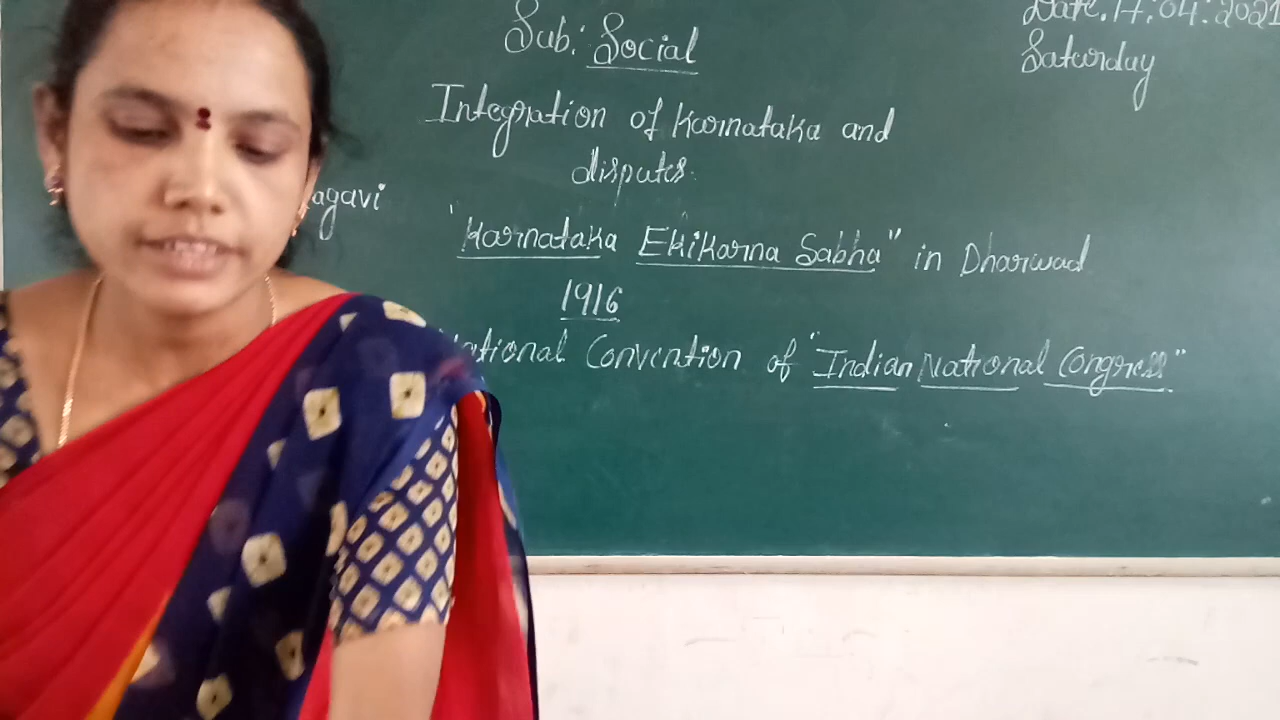 Sub: Social
Date. 17:04:2021
Saturday
Integration of Karnataka and
disputes.
agavi
"Karnataka Ekikarna Sabha" in Dharwad
1916
National Convention of "Indian National Congress"